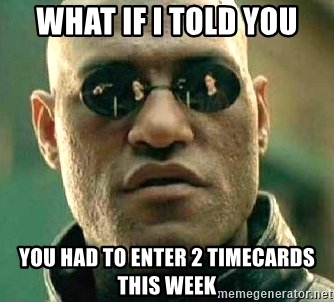 WHAT IF I TOLD YOU
YOU HAD TO ENTER 2 TIMECARDS
THIS WEEK
memegenerator.net